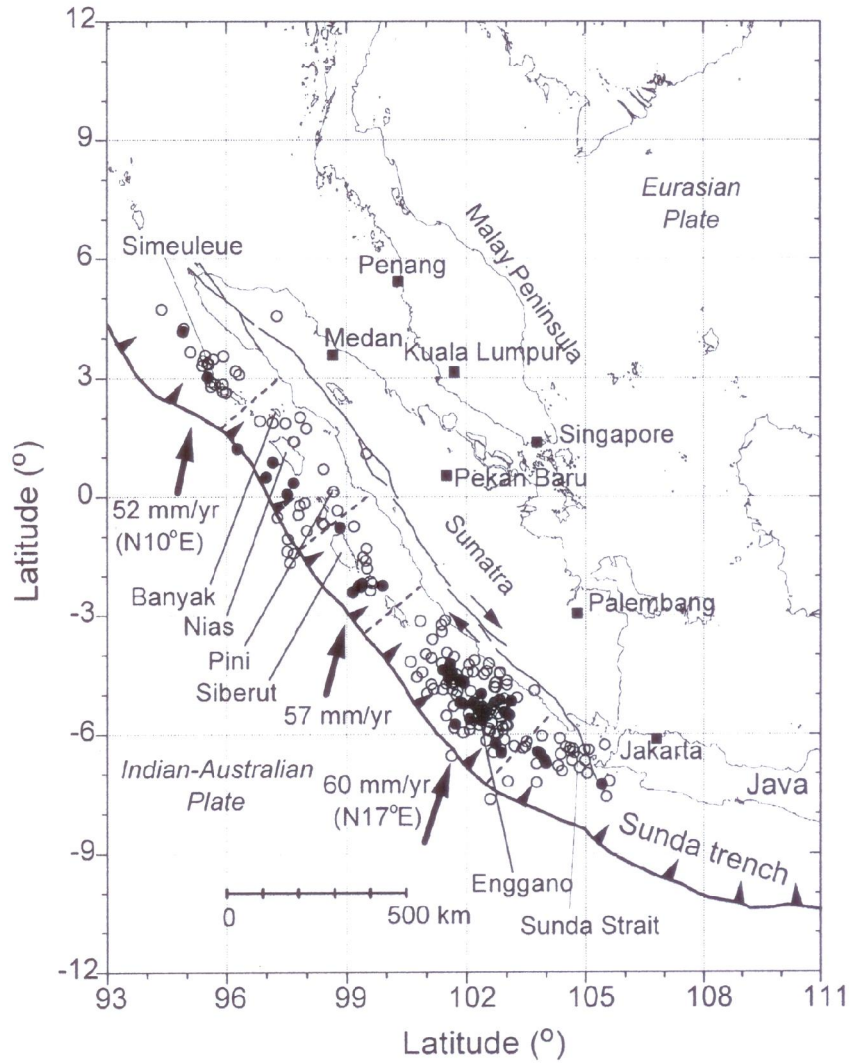 12
9
6
3
0
-3
-6
-9
-12
Latitude (º)
Eurasian
Plate
Simeuleue
Malay Peninsula
Penang
Medan
Kuala Lumpur
Singapore
Pekan Baru
52 mm/yr
(N10ºE)
Sumatra
Banyak
Nias
Pini
Siberut
Palembang
57 mm/yr
Indian-Australian
Plate
60 mm/yr
(N17ºE)
Jakarta
Java
Sunda trench
Enggano
Sunda Strait
0
500 km
93
96
99
102
105
108
111
Latitude (º)